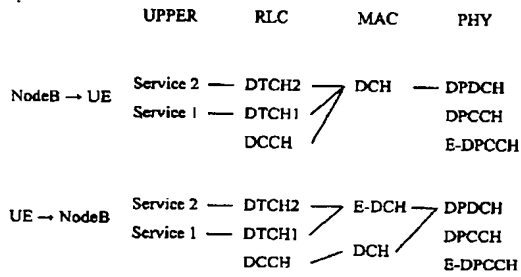 UPPER RLC MAC PHY
Service 2 DTCH2 DCH DPDCH
NodeB → UE
Service 1 DTCH1 DPCCH
DCCH E-DPCCH
Service 2 DTCH2 E-DCH DPDCH
UE → NodeB
Service 1 DTCH1 DPCCH
DCH
DCCH E-DPCCH